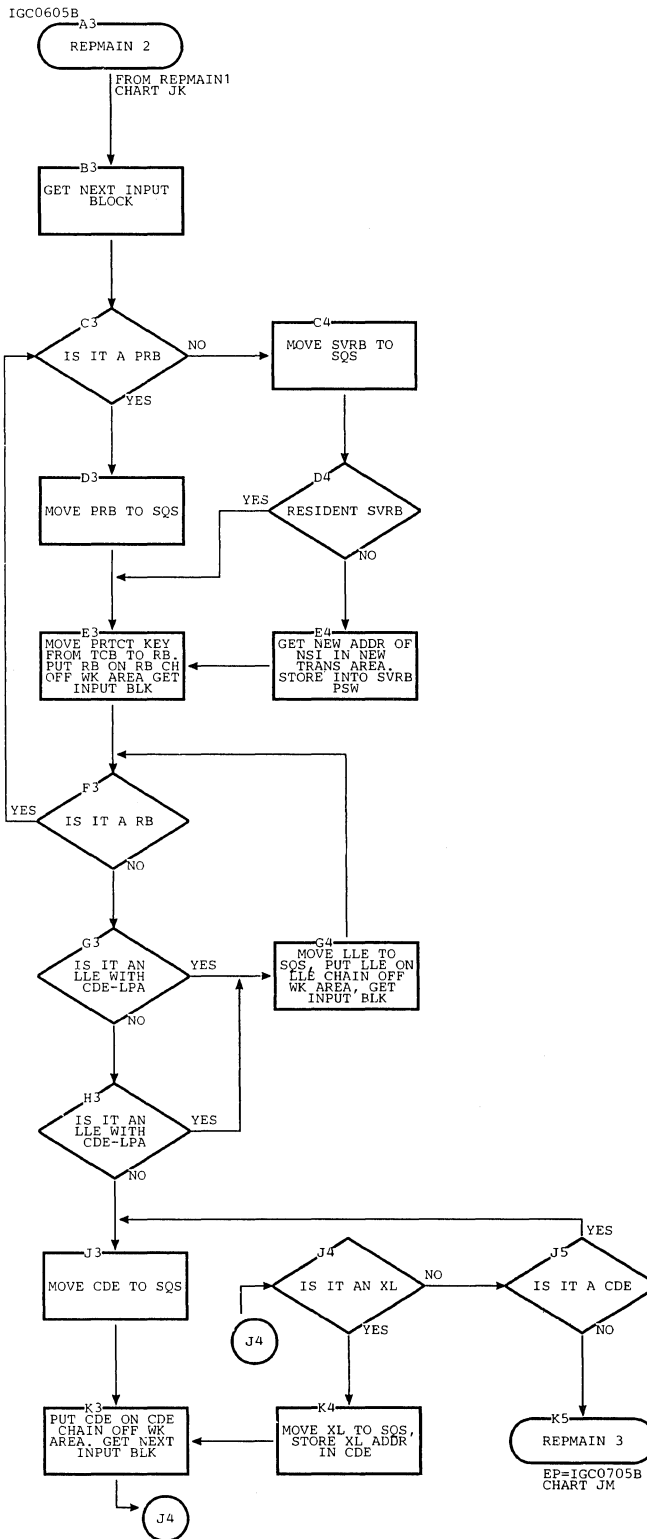 IGC0605B
A3
REPMAIN 2
FROM REPMAIN1
CHART JK
B3
GET NEXT INPUT
BLOCK
C3
IS IT A PRB
NO
YES
C4
MOVE SVRB TO
SQS
D3
MOVE PRB TO SQS
D4
RESIDENT SVRB
YES
NO
E3
MOVE PRTCT KEY
FROM TCB TO RB.
PUT RB ON RB CH
OFF WK AREA GET
INPUT BLK
E4
GET NEW ADDR OF
NSI IN NEW
TRANS AREA.
STORE INTO SVRB
PSW
F3
IS IT A RB
YES
NO
G3
IS IT AN
LLE WITH
CDE-LPA
YES
NO
G4
MOVE LLE TO
SQS, PUT LLE ON
LLE CHAIN OFF
WK AREA, GET
INPUT BLK
H3
IS IT AN
LLE WITH
CDE-LPA
YES
NO
J3
MOVE CDE TO SQS
J4
IS IT AN XL
NO
YES
J4
J5
IS IT A CDE
YES
NO
K3
PUT CDE ON CDE
CHAIN OFF WK
AREA. GET NEXT
INPUT BLK
K4
MOVE XL TO SQS,
STORE XL ADDR
IN CDE
K5
REPMAIN 3
EP=IGC0705B
CHART JM
J4